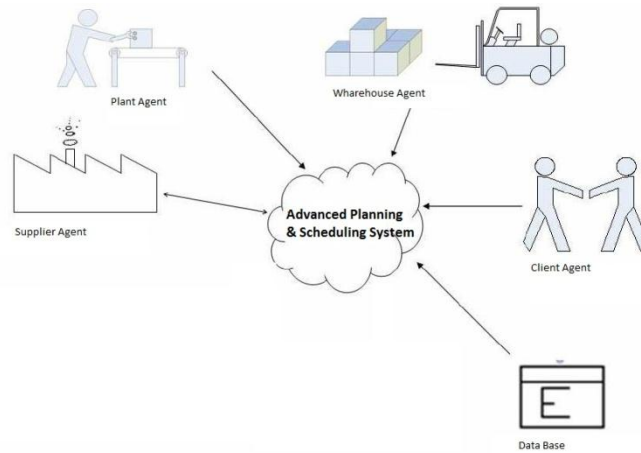 Plant Agent
Wharehouse Agent
Supplier Agent
Advanced Planning
& Scheduling System
Client Agent
E
Data Base